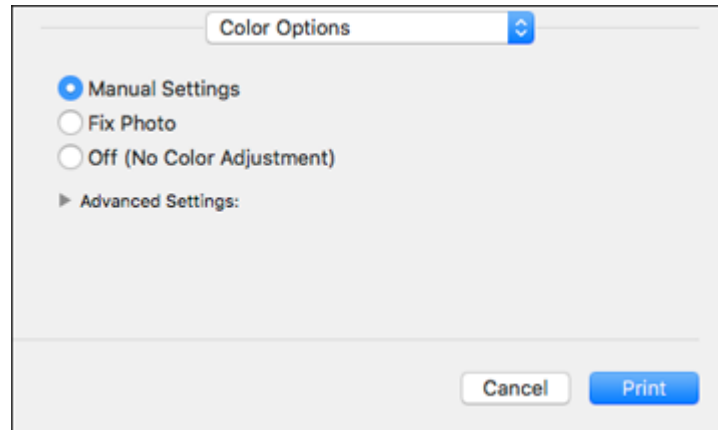 Color Options
Manual Settings
Fix Photo
Off (No Color Adjustment)
Advanced Settings:
Cancel Print